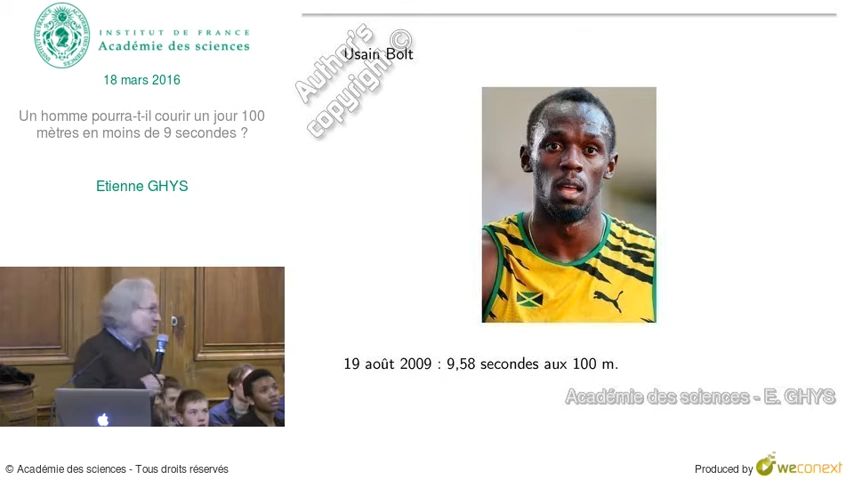 INSTITUT DE FRANCE
Académie des sciences
18 mars 2016
Un homme pourra-t-il courir un jour 100
mètres en moins de 9 secondes ?
Etienne GHYS
Author's
copyright ©
Usain Bolt
19 août 2009 : 9,58 secondes aux 100 m.
Académie des sciences - E. GHYS
© Académie des sciences - Tous droits réservés
Produced by weconext